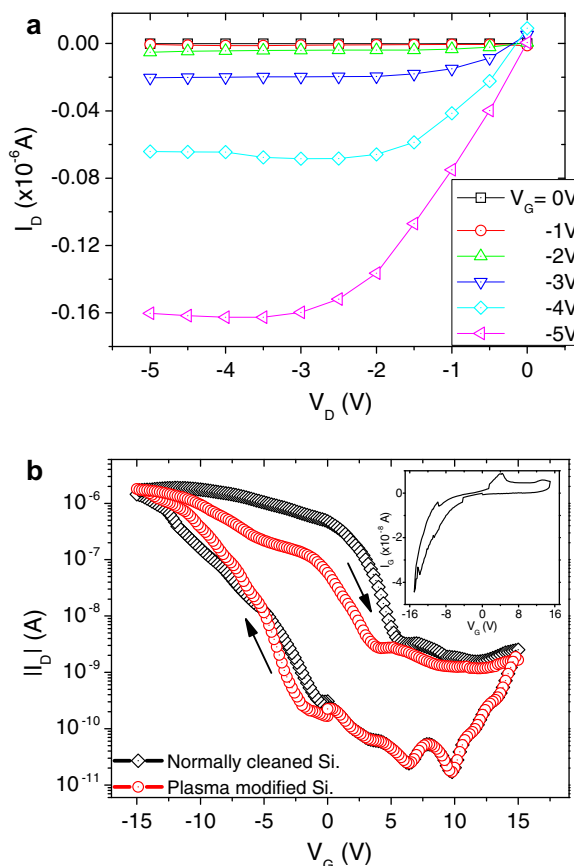 a
0.00
-0.04
-0.08
-0.12
-0.16
I_D (x10⁻⁶A)
-5 -4 -3 -2 -1 0
V_D (V)
V_G= 0V
-1V
-2V
-3V
-4V
-5V
b
10⁻⁶
10⁻⁷
10⁻⁸
10⁻⁹
10⁻¹⁰
10⁻¹¹
||I_D| (A)
-15 -10 -5 0 5 10 15
V_G (V)
Normally cleaned Si.
Plasma modified Si.
0
-2
-4
I_G (x10⁻⁸ A)
-16 -8 0 8 16
V_G (V)